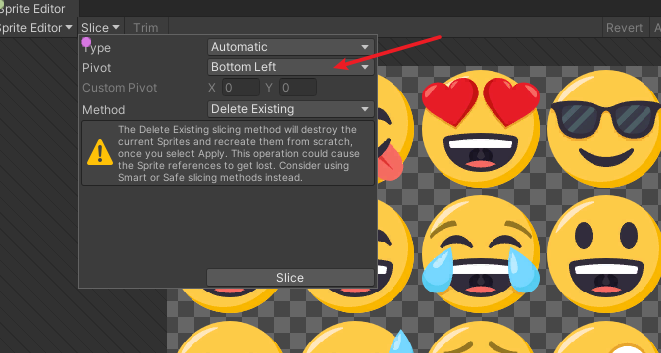 Sprite Editor
Sprite Editor Slice Trim Revert A
Type Automatic
Pivot Bottom Left
Custom Pivot X 0 Y 0
Method Delete Existing
The Delete Existing slicing method will destroy the
current Sprites and recreate them from scratch,
once you select Apply. This operation could cause
the Sprite references to get lost. Consider using
Smart or Safe slicing methods instead.
Slice